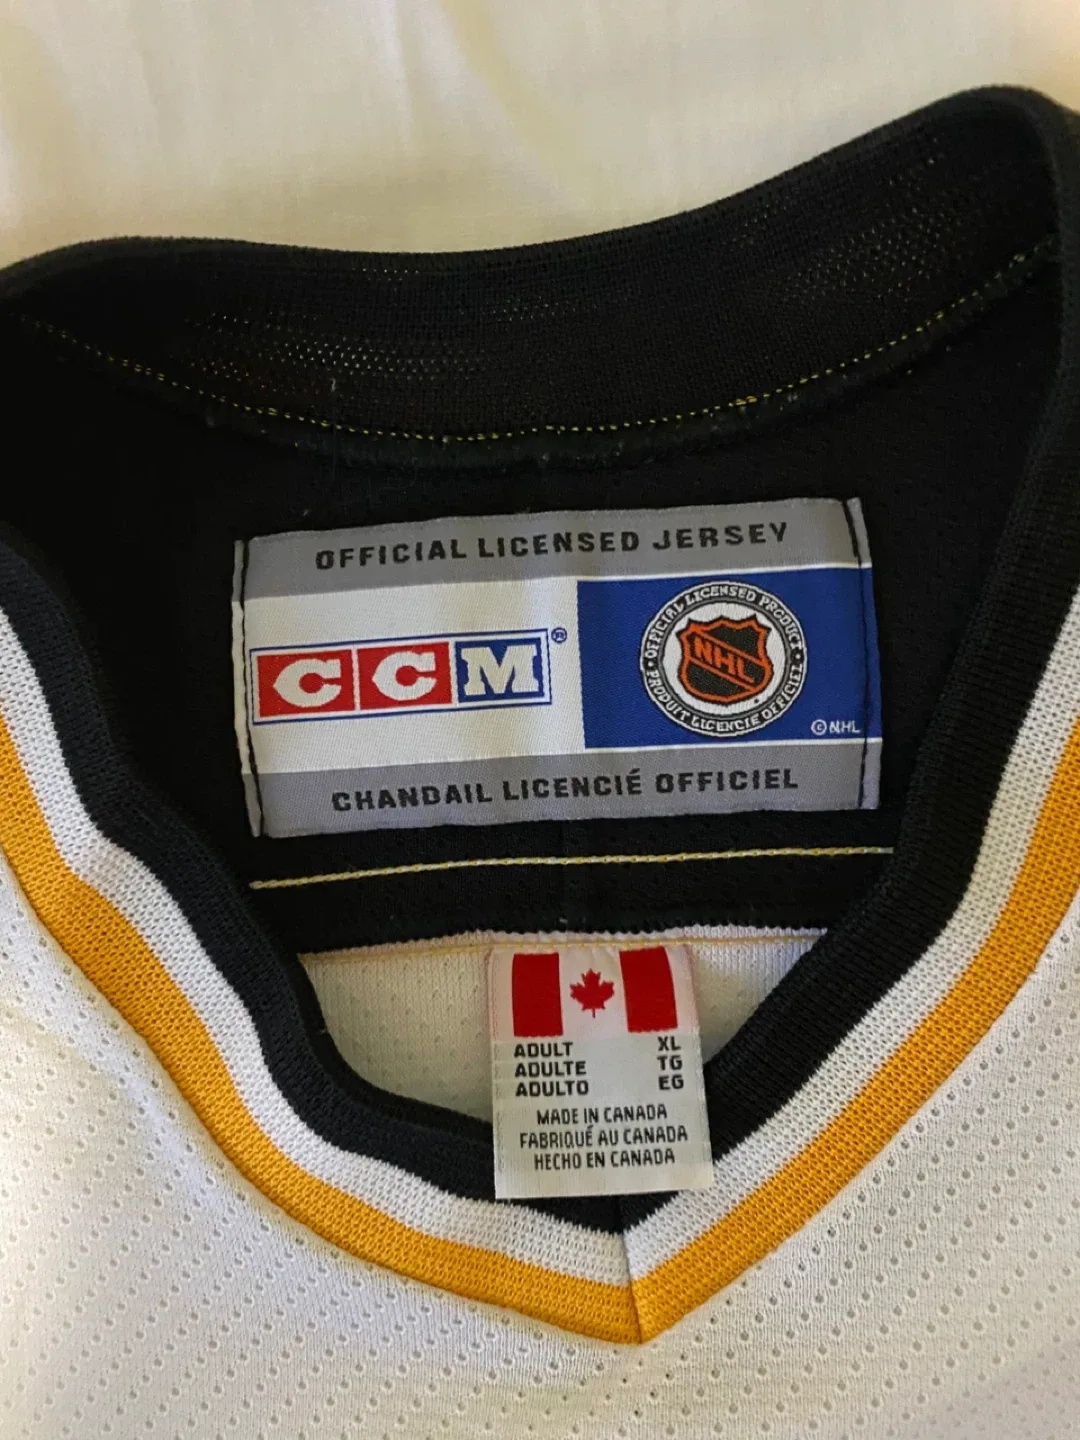 OFFICIAL LICENSED JERSEY
CCM®
OFFICIAL LICENSED PRODUCT
NHL
PRODUIT LICENCIE OFFICIEL
©NHL
CHANDAIL LICENCIÉ OFFICIEL
ADULT XL
ADULTE TG
ADULTO EG
MADE IN CANADA
FABRIQUÉ AU CANADA
HECHO EN CANADA